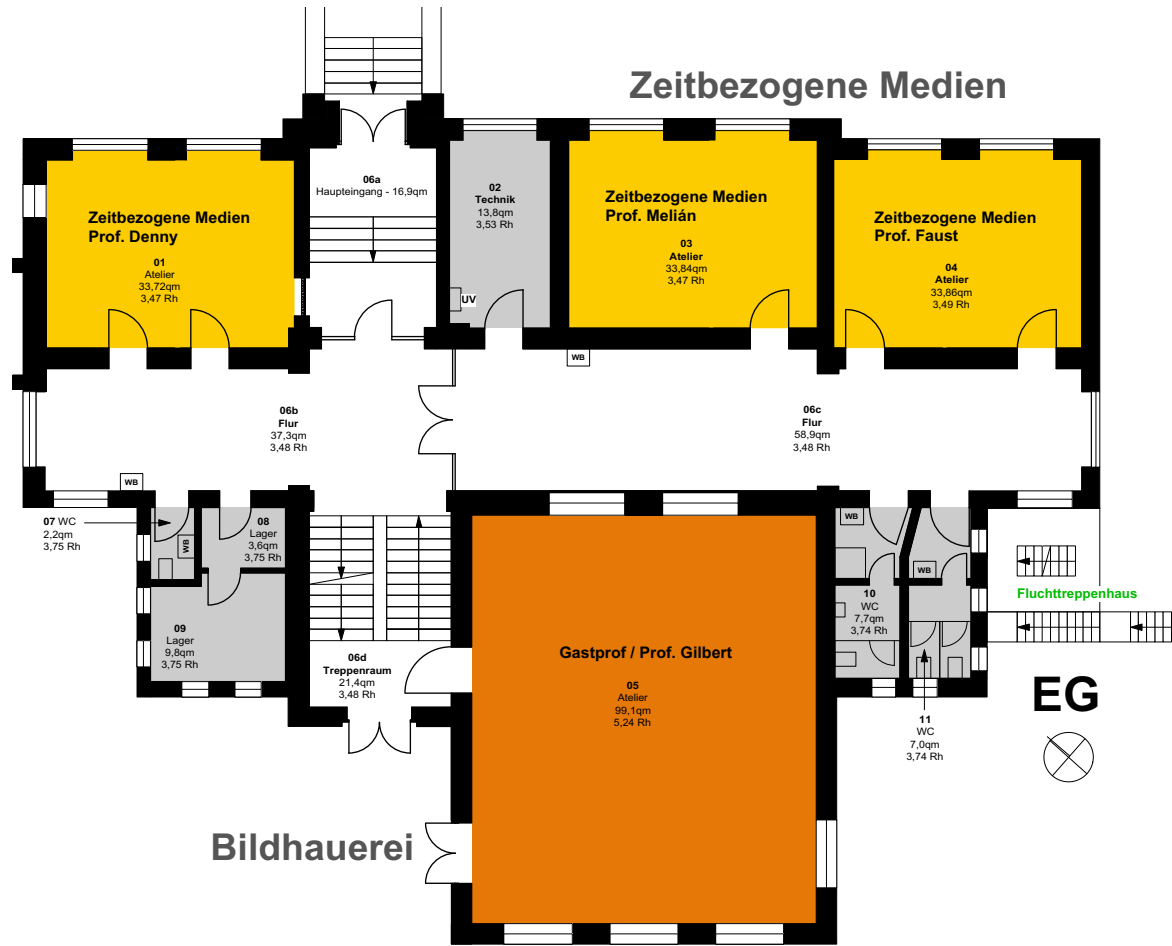 Zeitbezogene Medien
06a
Haupteingang - 16,9qm
02
Technik
13,8qm
3,53 Rh
UV
Zeitbezogene Medien
Prof. Denny
01
Atelier
33,72qm
3,47 Rh
Zeitbezogene Medien
Prof. Melián
03
Atelier
33,84qm
3,47 Rh
Zeitbezogene Medien
Prof. Faust
04
Atelier
33,86qm
3,49 Rh
WB
06b
Flur
37,3qm
3,48 Rh
06c
Flur
58,9qm
3,48 Rh
WB
07 WC
2,2qm
3,75 Rh
WB
08
Lager
3,6qm
3,75 Rh
09
Lager
9,8qm
3,75 Rh
06d
Treppenraum
21,4qm
3,48 Rh
Gastprof / Prof. Gilbert
05
Atelier
99,1qm
5,24 Rh
WB
WB
10
WC
7,7qm
3,74 Rh
Fluchttreppenhaus
11
WC
7,0qm
3,74 Rh
EG
Bildhauerei